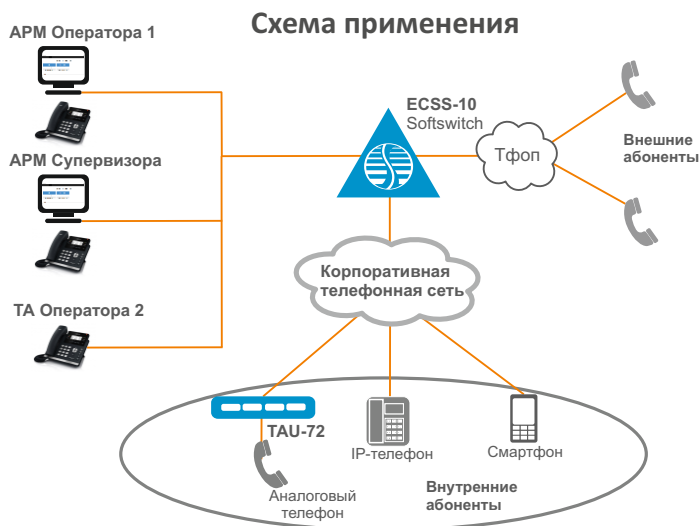 Схема применения
АРМ Оператора 1
ECSS-10
Softswitch
Тфоп
Внешние
абоненты
АРМ Супервизора
Корпоративная
телефонная сеть
ТА Оператора 2
TAU-72
IP-телефон
Смартфон
Аналоговый
телефон
Внутренние
абоненты